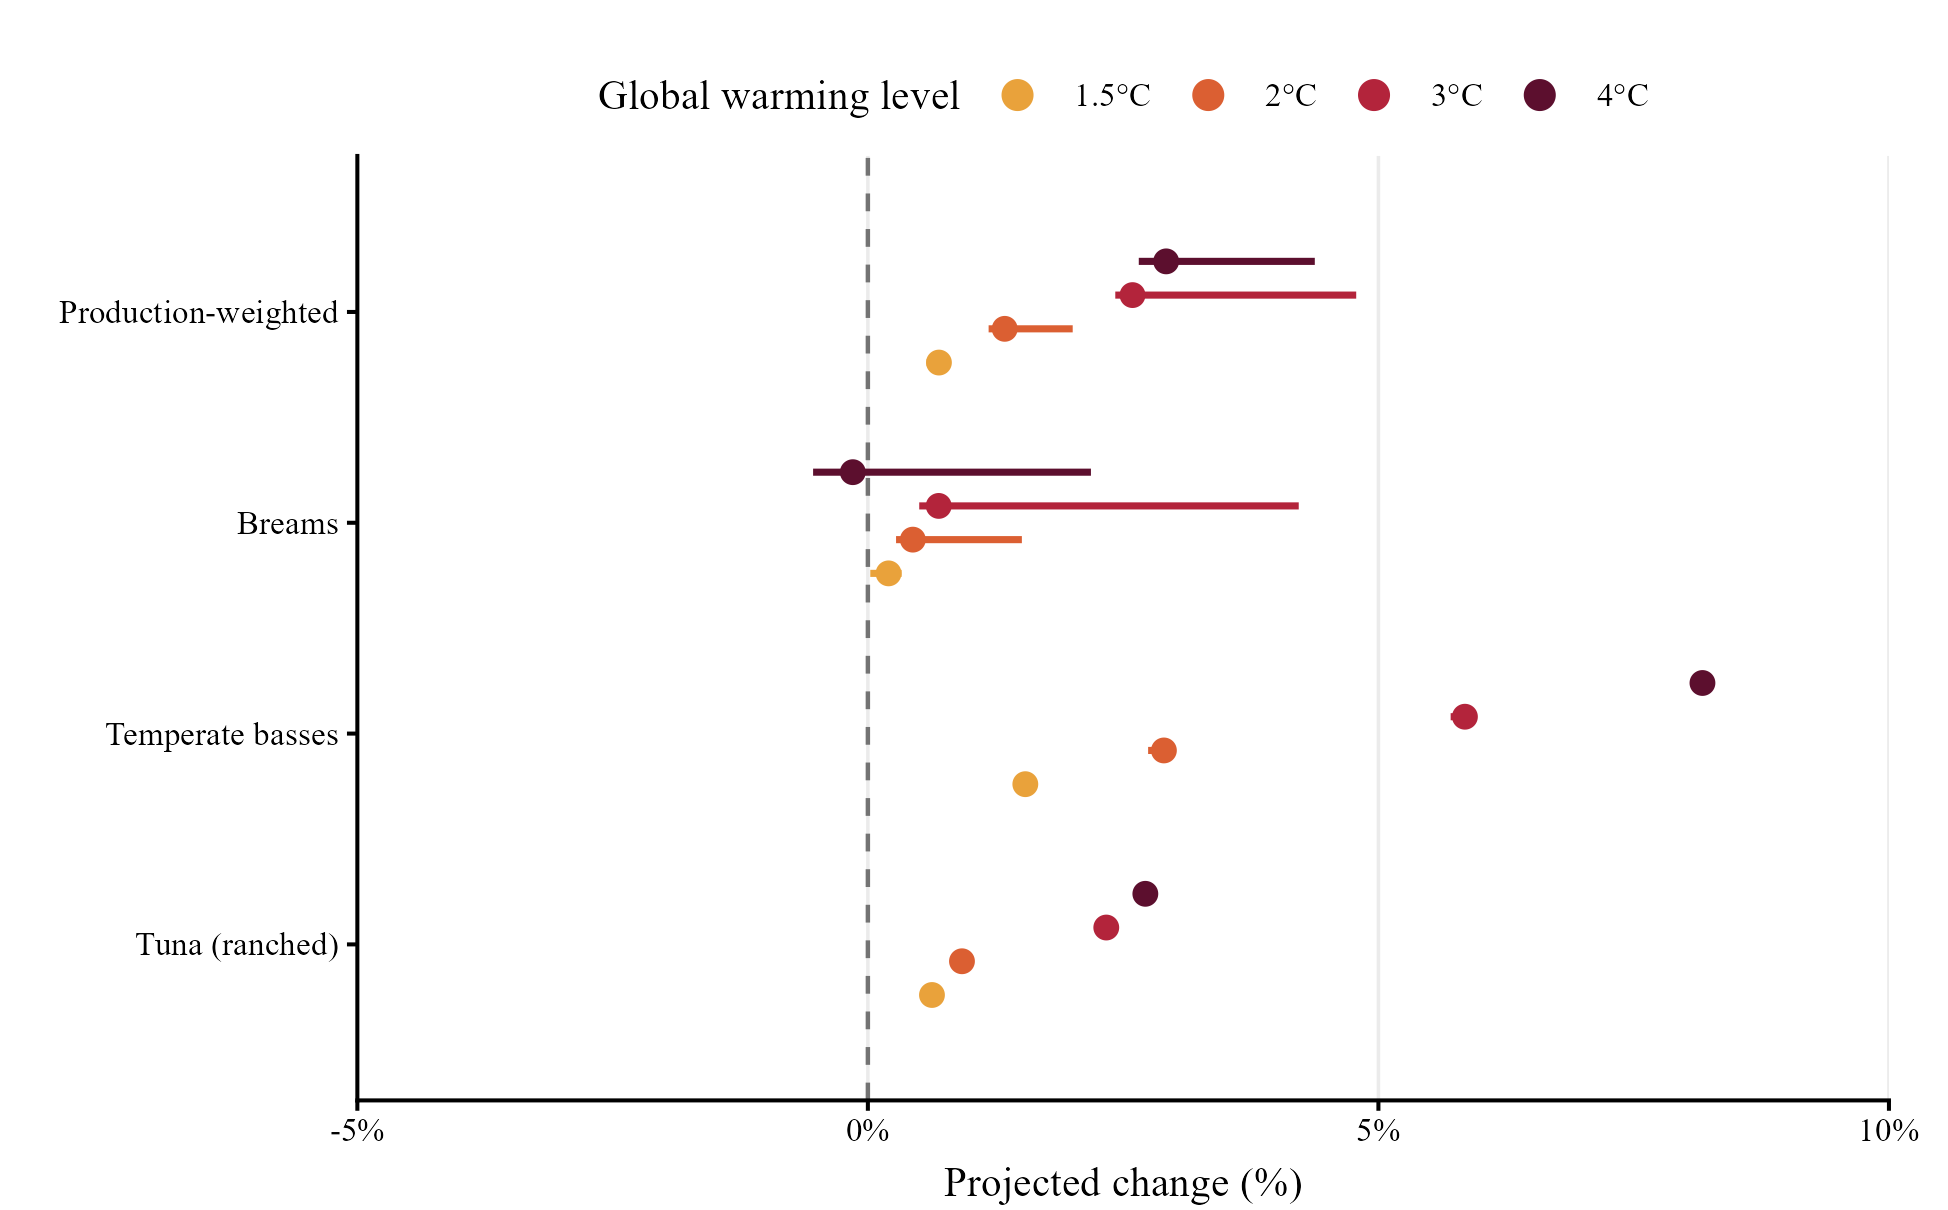 Global warming level 1.5°C 2°C 3°C 4°C
Production-weighted
Breams
Temperate basses
Tuna (ranched)
-5% 0% 5% 10%
Projected change (%)